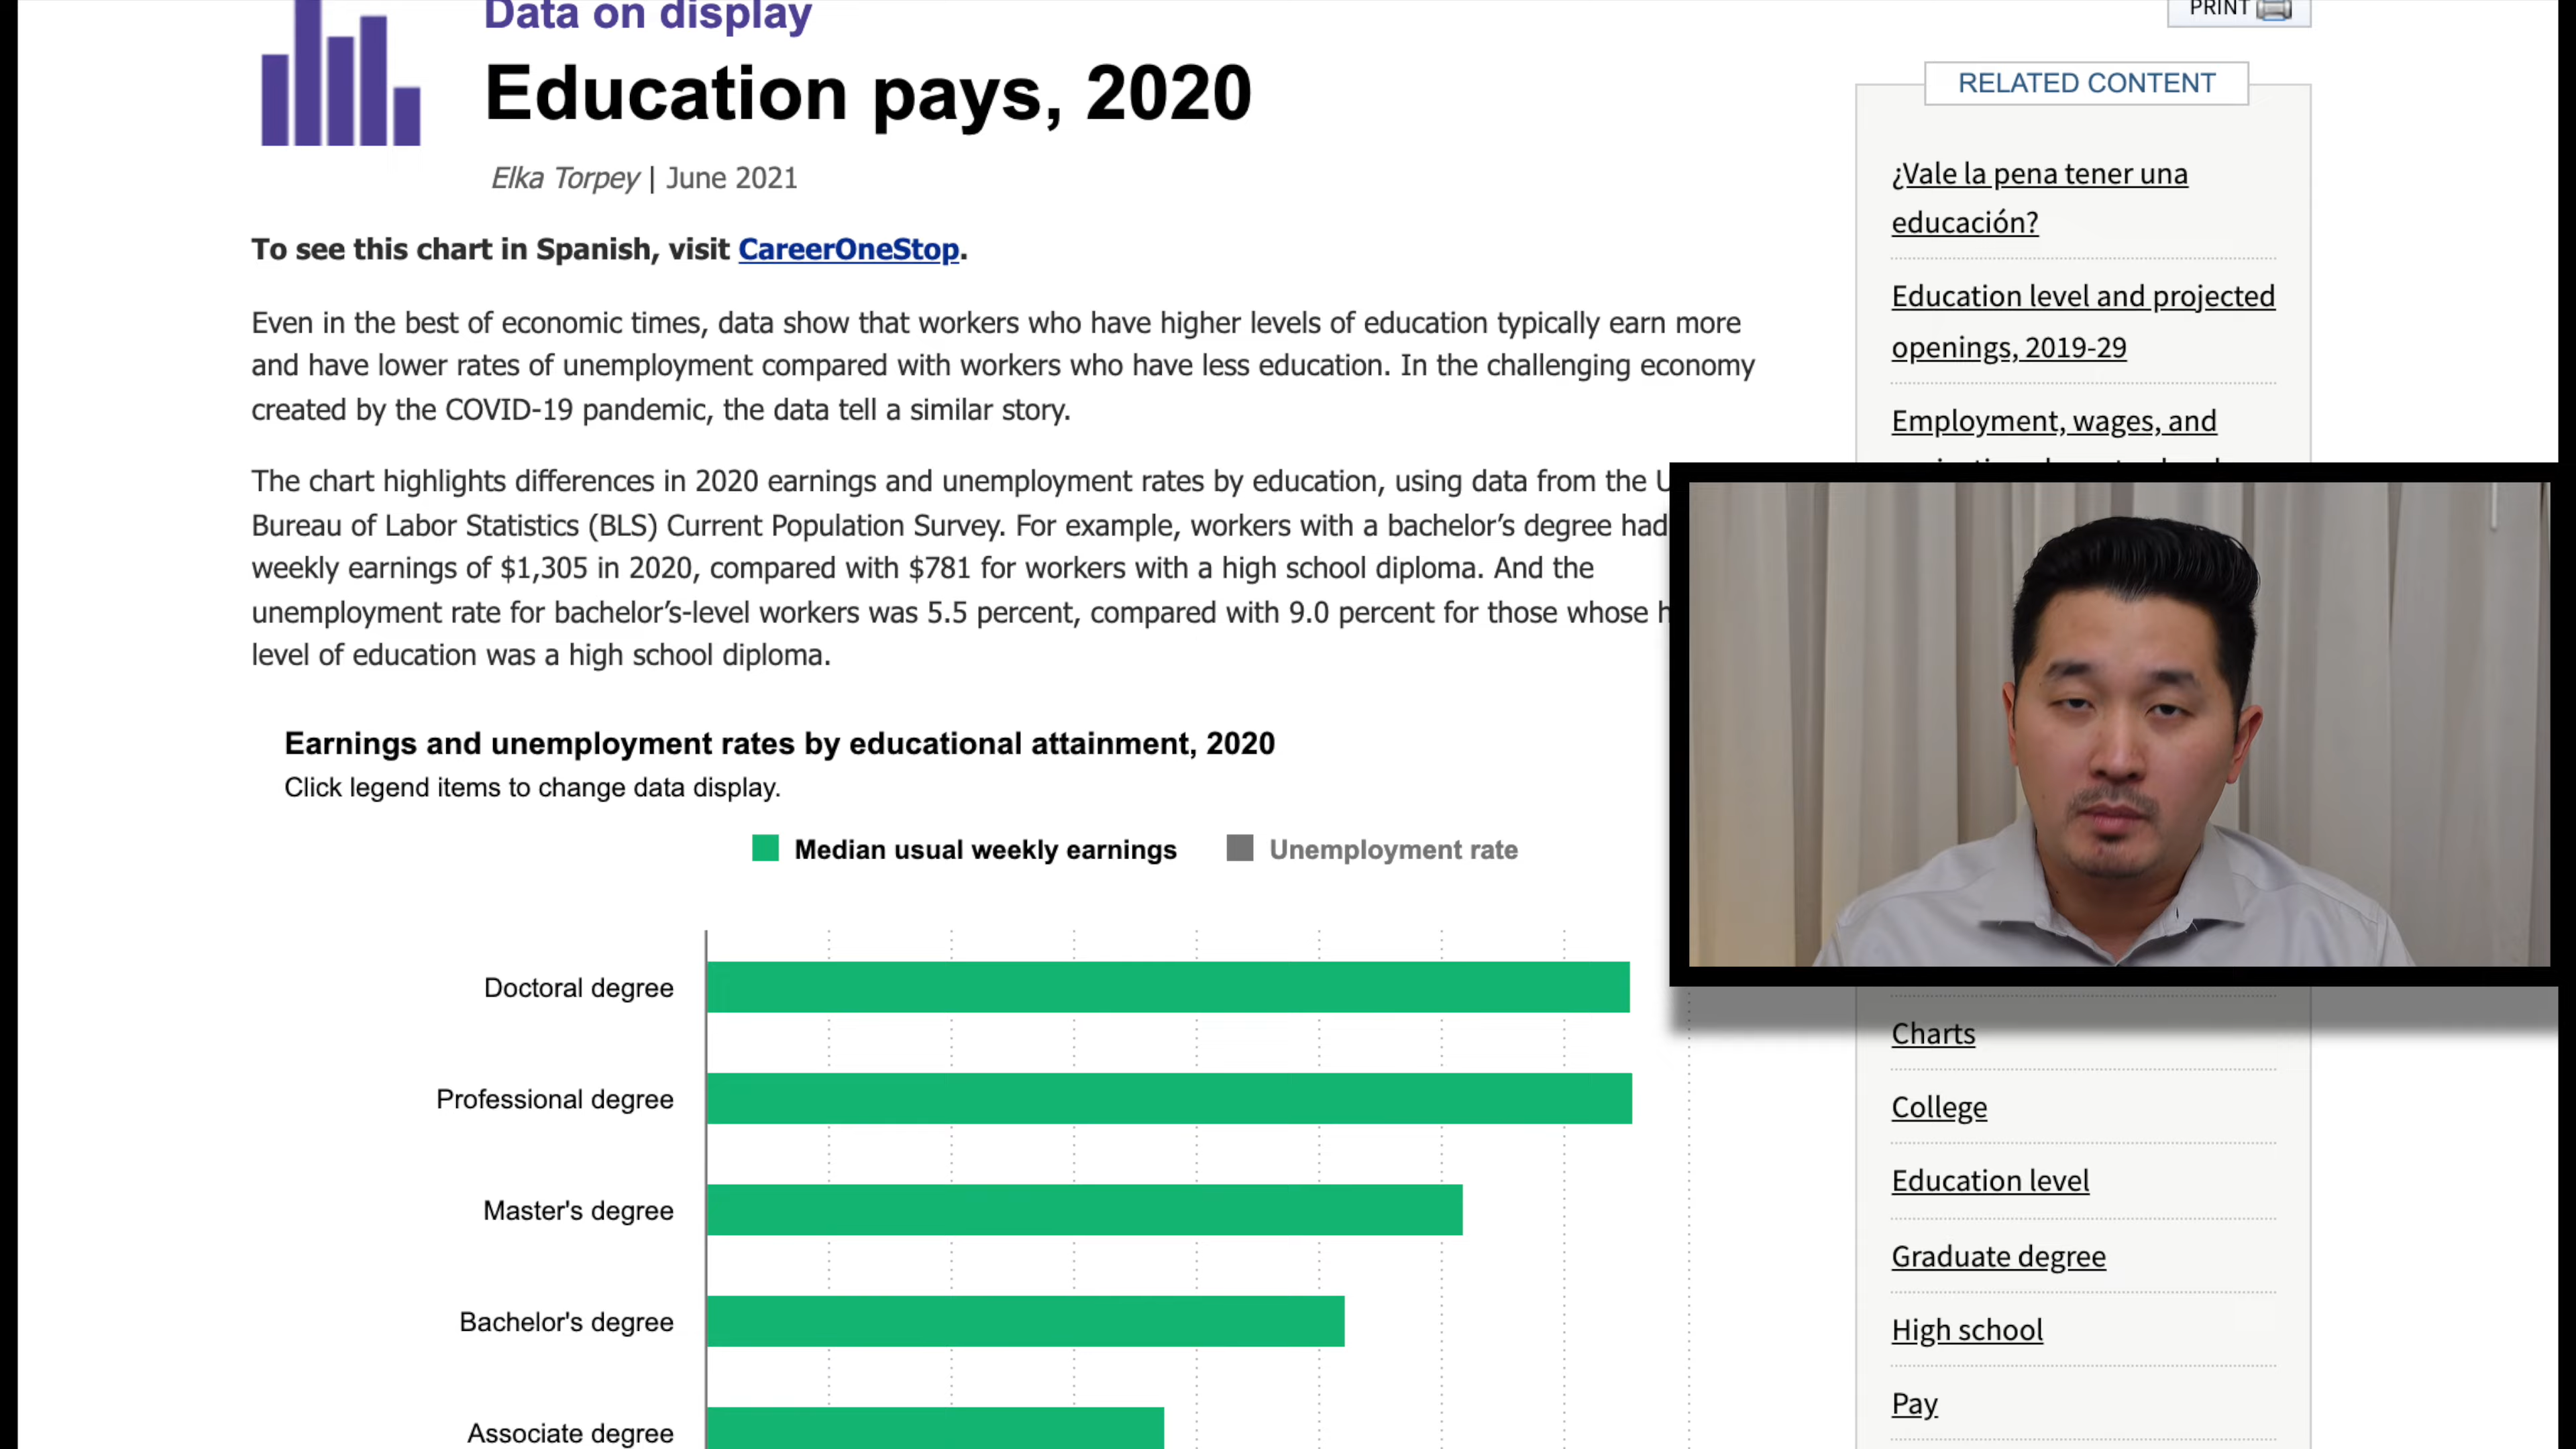 Data on display
PRINT
Education pays, 2020
Elka Torpey | June 2021
To see this chart in Spanish, visit CareerOneStop.
Even in the best of economic times, data show that workers who have higher levels of education typically earn more
and have lower rates of unemployment compared with workers who have less education. In the challenging economy
created by the COVID-19 pandemic, the data tell a similar story.
The chart highlights differences in 2020 earnings and unemployment rates by education, using data from the U
Bureau of Labor Statistics (BLS) Current Population Survey. For example, workers with a bachelor’s degree had
weekly earnings of $1,305 in 2020, compared with $781 for workers with a high school diploma. And the
unemployment rate for bachelor’s-level workers was 5.5 percent, compared with 9.0 percent for those whose h
level of education was a high school diploma.
Earnings and unemployment rates by educational attainment, 2020
Click legend items to change data display.
Median usual weekly earnings
Unemployment rate
Doctoral degree
Professional degree
Master's degree
Bachelor's degree
Associate degree
RELATED CONTENT
¿Vale la pena tener una
educación?
Education level and projected
openings, 2019-29
Employment, wages, and
Charts
College
Education level
Graduate degree
High school
Pay